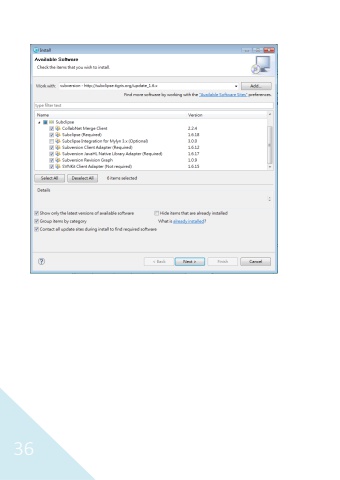 Install
Available Software
Check the items that you wish to install.
Work with: subversion - http://subclipse.tigris.org/update_1.6.x Add...
Find more software by working with the "Available Software Sites" preferences.
type filter text
Name Version
Subclipse
CollabNet Merge Client 2.2.4
Subclipse (Required) 1.6.18
Subclipse Integration for Mylyn 3.x (Optional) 3.0.0
Subversion Client Adapter (Required) 1.6.12
Subversion JavaHL Native Library Adapter (Required) 1.6.17
Subversion Revision Graph 1.0.9
SVNKit Client Adapter (Not required) 1.6.15
Select All Deselect All 6 items selected
Details
Show only the latest versions of available software Hide items that are already installed
Group items by category What is already installed?
Contact all update sites during install to find required software
< Back Next > Finish Cancel
36